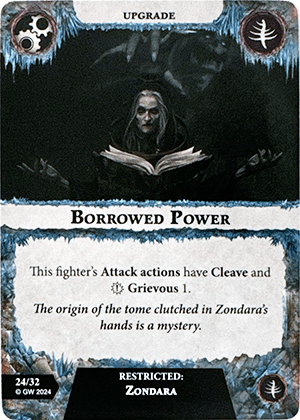 UPGRADE
BORROWED POWER
This fighter's Attack actions have Cleave and
Grievous 1.
The origin of the tome clutched in Zondara's
hands is a mystery.
24/32
© GW 2024
RESTRICTED:
ZONDARA